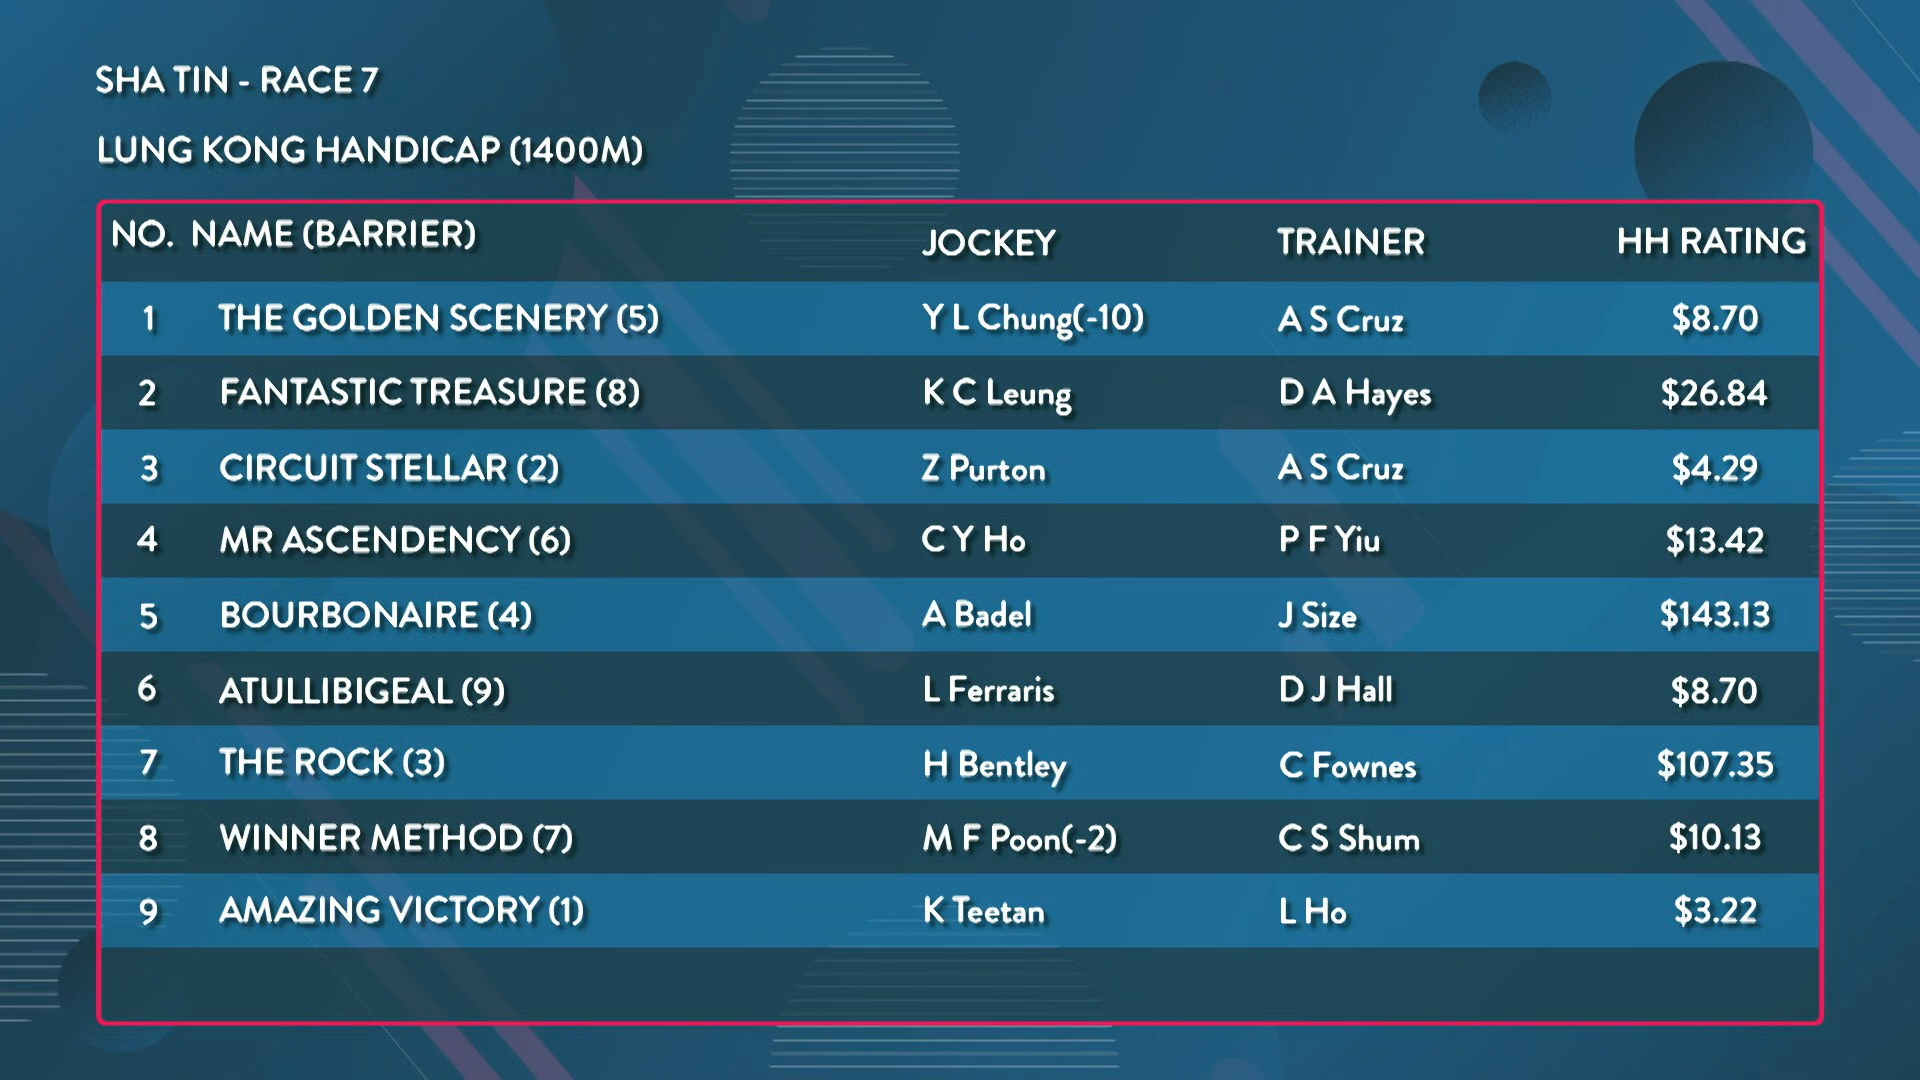 SHA TIN - RACE 7
LUNG KONG HANDICAP (1400M)
NO. NAME (BARRIER) JOCKEY TRAINER HH RATING
1 THE GOLDEN SCENERY (5) Y L Chung(-10) A S Cruz $8.70
2 FANTASTIC TREASURE (8) K C Leung D A Hayes $26.84
3 CIRCUIT STELLAR (2) Z Purton A S Cruz $4.29
4 MR ASCENDENCY (6) C Y Ho P F Yiu $13.42
5 BOURBONAIRE (4) A Badel J Size $143.13
6 ATULLIBIGEAL (9) L Ferraris D J Hall $8.70
7 THE ROCK (3) H Bentley C Fownes $107.35
8 WINNER METHOD (7) M F Poon(-2) C S Shum $10.13
9 AMAZING VICTORY (1) K Teetan L Ho $3.22